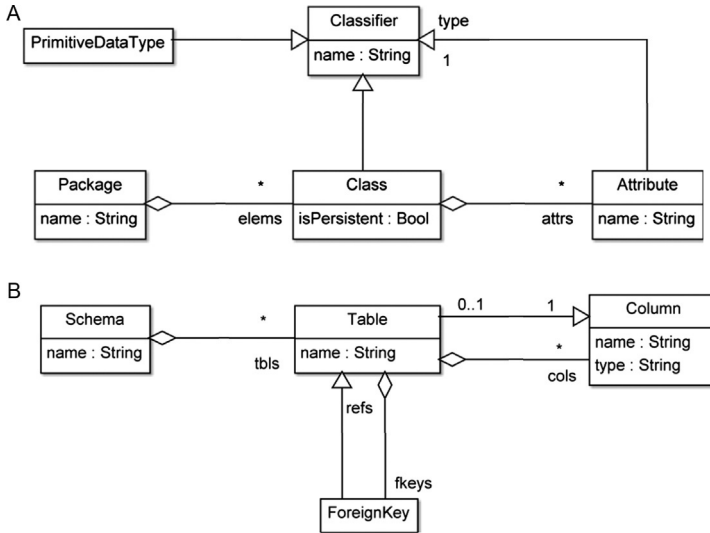 A
Classifier
name : String
type
1
PrimitiveDataType
Package
name : String
*
elems
Class
isPersistent : Bool
*
attrs
Attribute
name : String
B
Schema
name : String
*
tbls
Table
name : String
0..1
1
*
cols
Column
name : String
type : String
refs
fkeys
ForeignKey